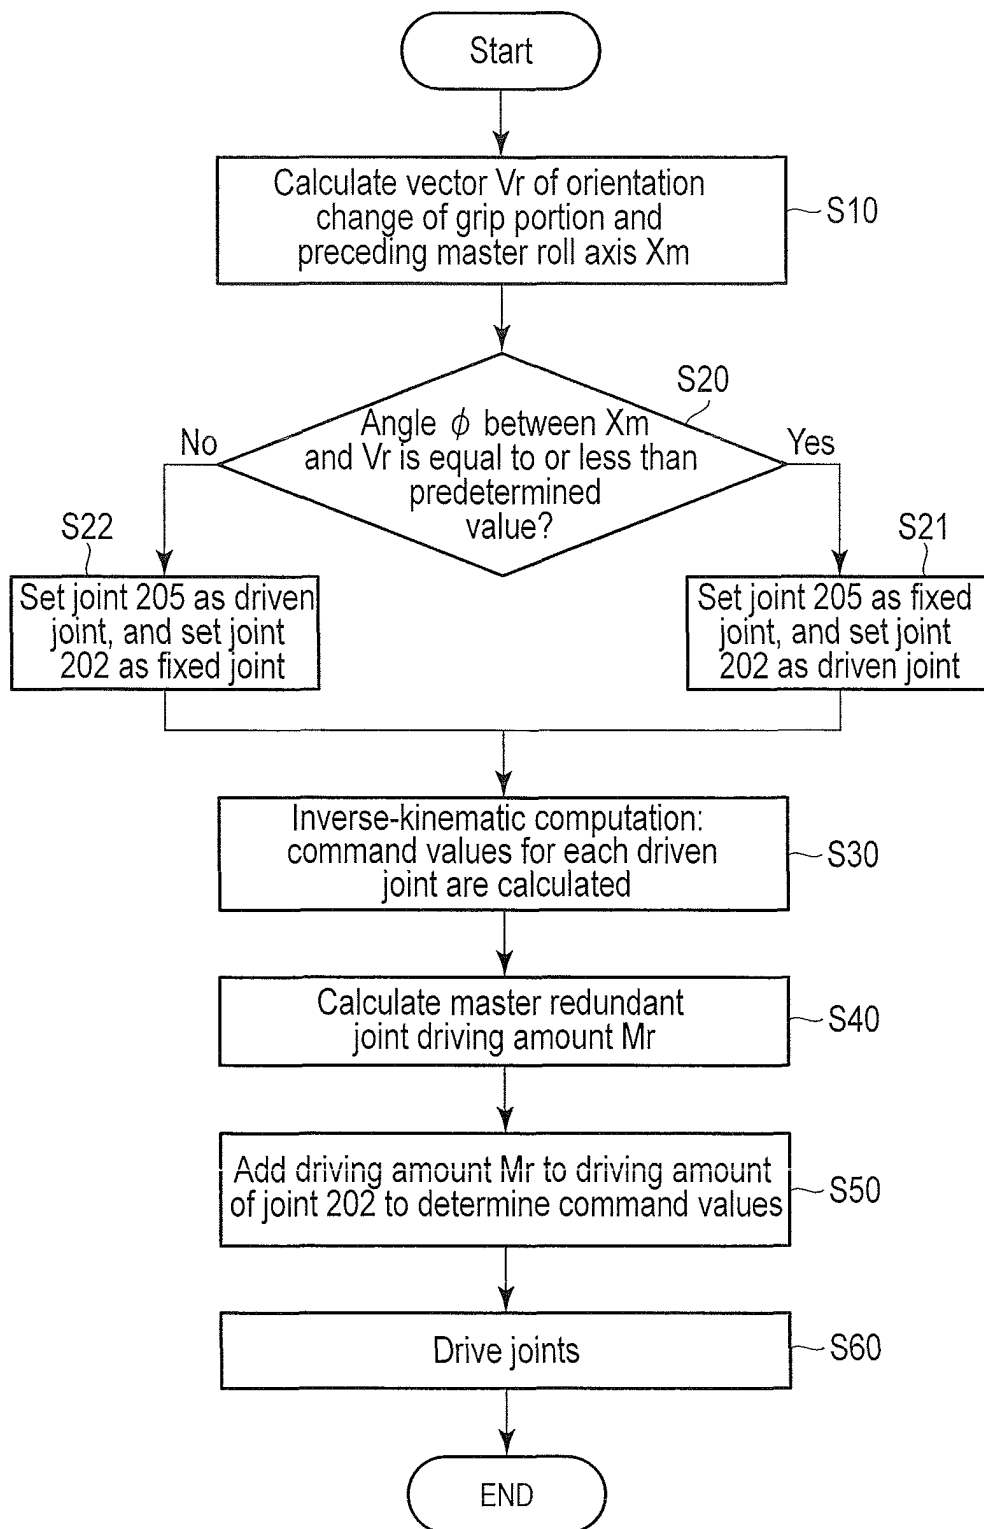 Start
Calculate vector Vr of orientation
change of grip portion and
preceding master roll axis Xm
S10
S20
Angle ϕ between Xm
and Vr is equal to or less than
predetermined
value?
No
Yes
S22
Set joint 205 as driven
joint, and set joint
202 as fixed joint
S21
Set joint 205 as fixed
joint, and set joint
202 as driven joint
Inverse-kinematic computation:
command values for each driven
joint are calculated
S30
Calculate master redundant
joint driving amount Mr
S40
Add driving amount Mr to driving amount
of joint 202 to determine command values
S50
Drive joints
S60
END